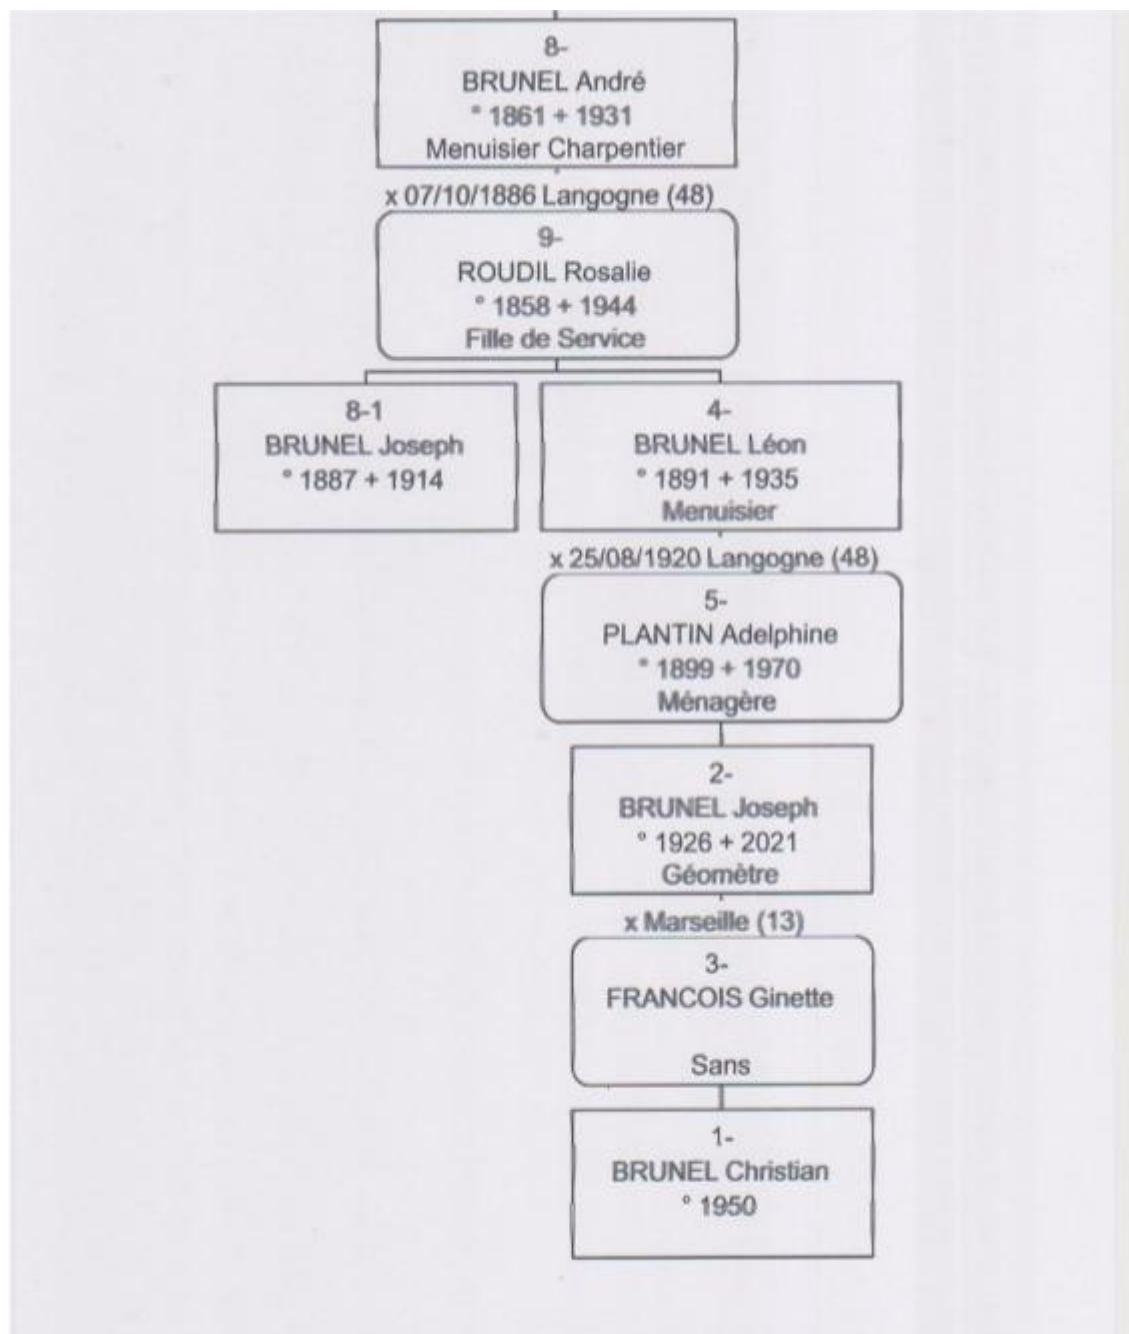 8-
BRUNEL André
° 1861 + 1931
Menuisier Charpentier
x 07/10/1886 Langogne (48)
9-
ROUDIL Rosalie
° 1858 + 1944
Fille de Service
8-1
BRUNEL Joseph
° 1887 + 1914
4-
BRUNEL Léon
° 1891 + 1935
Menuisier
x 25/08/1920 Langogne (48)
5-
PLANTIN Adelphine
° 1899 + 1970
Ménagère
2-
BRUNEL Joseph
° 1926 + 2021
Géomètre
x Marseille (13)
3-
FRANCOIS Ginette
Sans
1-
BRUNEL Christian
° 1950